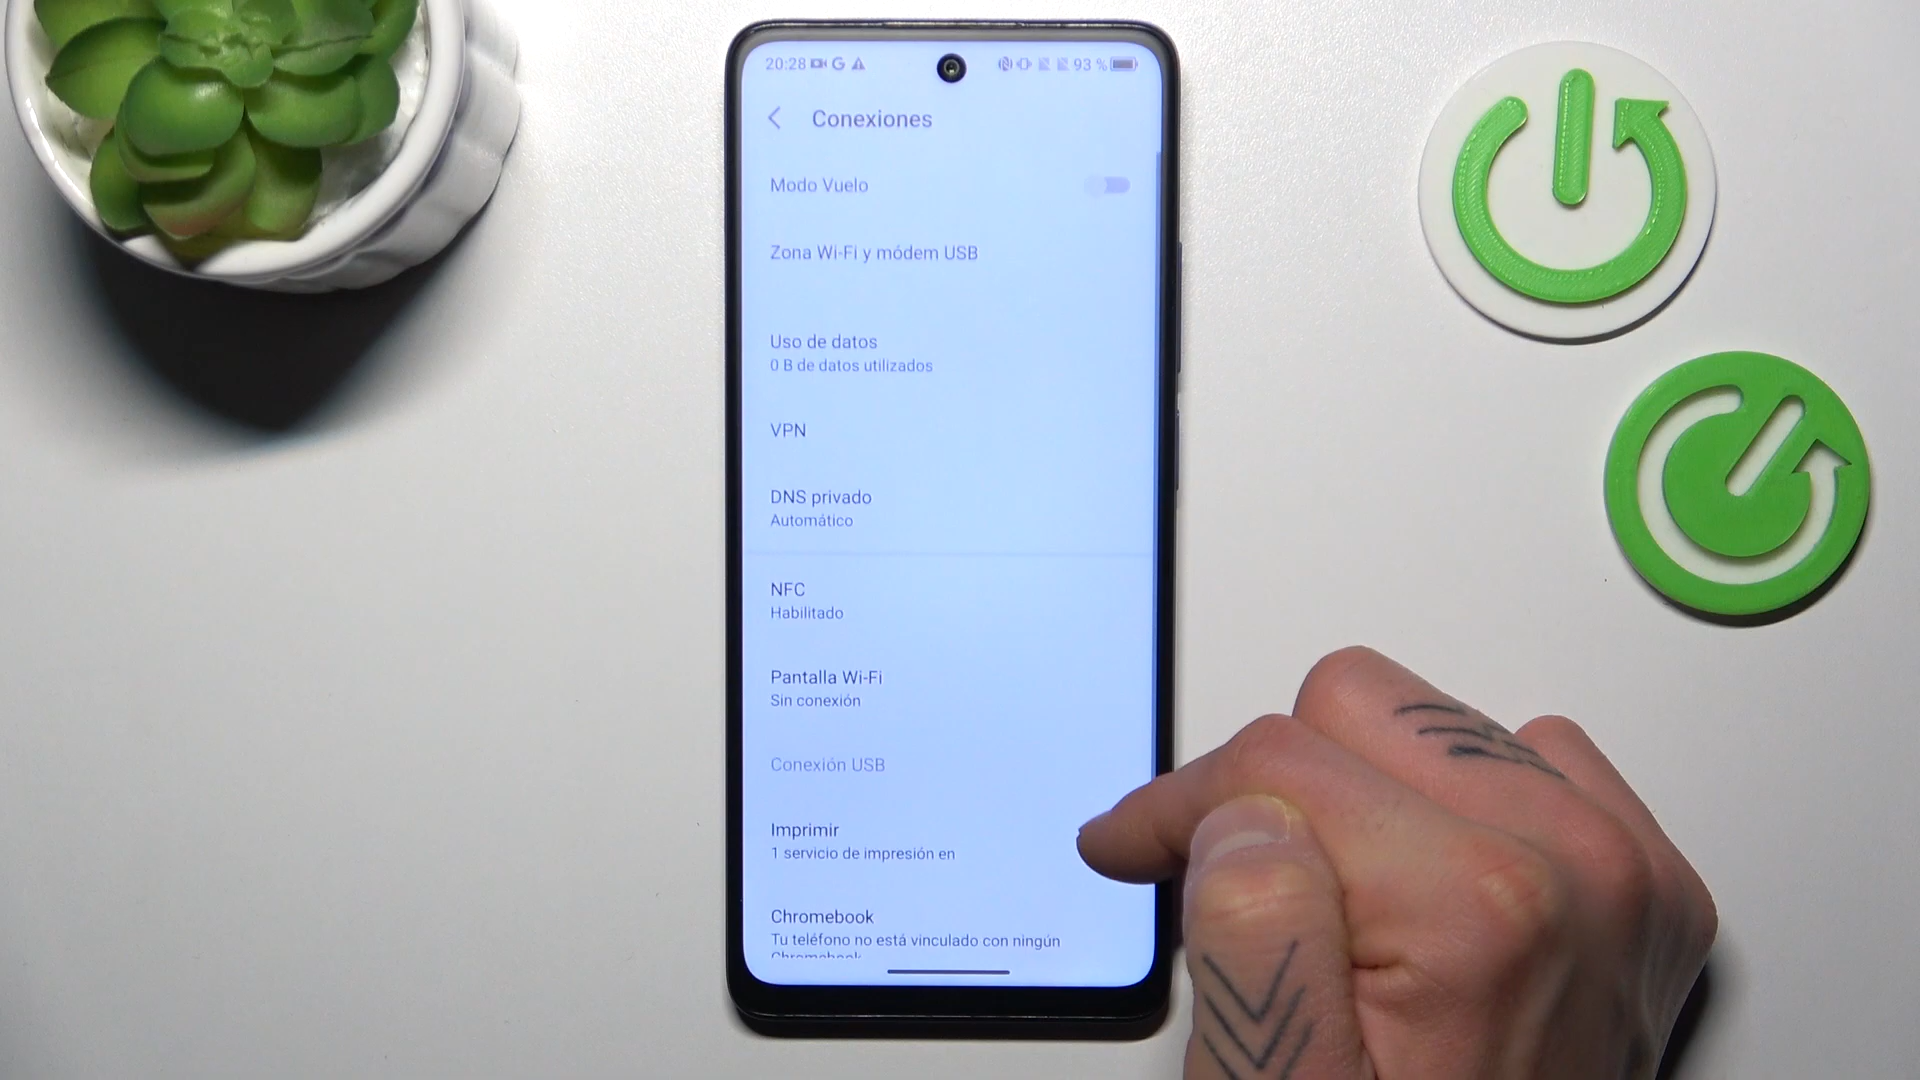 20:28 G 93 %
Conexiones
Modo Vuelo
Zona Wi-Fi y módem USB
Uso de datos
0 B de datos utilizados
VPN
DNS privado
Automático
NFC
Habilitado
Pantalla Wi-Fi
Sin conexión
Conexión USB
Imprimir
1 servicio de impresión en
Chromebook
Tu teléfono no está vinculado con ningún
Chromebook